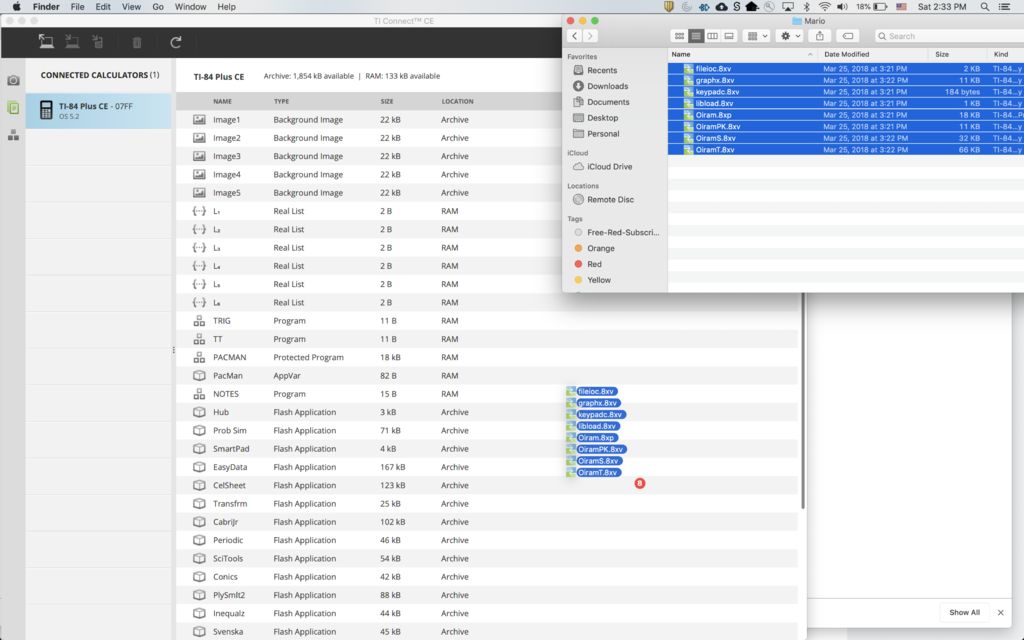 Finder File Edit View Go Window Help 18% Sat 2:33 PM
TI Connect™ CE
CONNECTED CALCULATORS (1)
TI-84 Plus CE - 07FF
OS 5.2
TI-84 Plus CE Archive: 1,854 kB available | RAM: 133 kB available
NAME TYPE SIZE LOCATION
Image1 Background Image 22 kB Archive
Image2 Background Image 22 kB Archive
Image3 Background Image 22 kB Archive
Image4 Background Image 22 kB Archive
Image5 Background Image 22 kB Archive
L₁ Real List 2 B RAM
L₂ Real List 2 B RAM
L₃ Real List 2 B RAM
L₄ Real List 2 B RAM
L₅ Real List 2 B RAM
L₆ Real List 2 B RAM
TRIG Program 11 B RAM
TT Program 11 B RAM
PACMAN Protected Program 18 kB RAM
PacMan AppVar 82 B RAM
NOTES Program 15 B RAM
Hub Flash Application 3 kB Archive
Prob Sim Flash Application 71 kB Archive
SmartPad Flash Application 4 kB Archive
EasyData Flash Application 167 kB Archive
CelSheet Flash Application 123 kB Archive
Transfrm Flash Application 25 kB Archive
CabriJr Flash Application 102 kB Archive
Periodic Flash Application 46 kB Archive
SciTools Flash Application 54 kB Archive
Conics Flash Application 42 kB Archive
PlySmlt2 Flash Application 88 kB Archive
Inequalz Flash Application 44 kB Archive
Svenska Flash Application 45 kB Archive
fileioc.8xv
graphx.8xv
keypadc.8xv
libload.8xv
Oiram.8xp
OiramPK.8xv
OiramS.8xv
OiramT.8xv
8
Mario
Search
Favorites
Recents
Downloads
Documents
Desktop
Personal
iCloud
iCloud Drive
Locations
Remote Disc
Tags
Free-Red-Subscri...
Orange
Red
Yellow
Name Date Modified Size Kind
fileioc.8xv Mar 25, 2018 at 3:21 PM 2 KB TI-84...y
graphx.8xv Mar 25, 2018 at 3:21 PM 11 KB TI-84...y
keypadc.8xv Mar 25, 2018 at 3:21 PM 184 bytes TI-84...y
libload.8xv Mar 25, 2018 at 3:21 PM 1 KB TI-84...y
Oiram.8xp Mar 25, 2018 at 3:21 PM 18 KB TI-84...Pr
OiramPK.8xv Mar 25, 2018 at 3:21 PM 11 KB TI-84...y
OiramS.8xv Mar 25, 2018 at 3:22 PM 32 KB TI-84...y
OiramT.8xv Mar 25, 2018 at 3:22 PM 66 KB TI-84...y
Show All